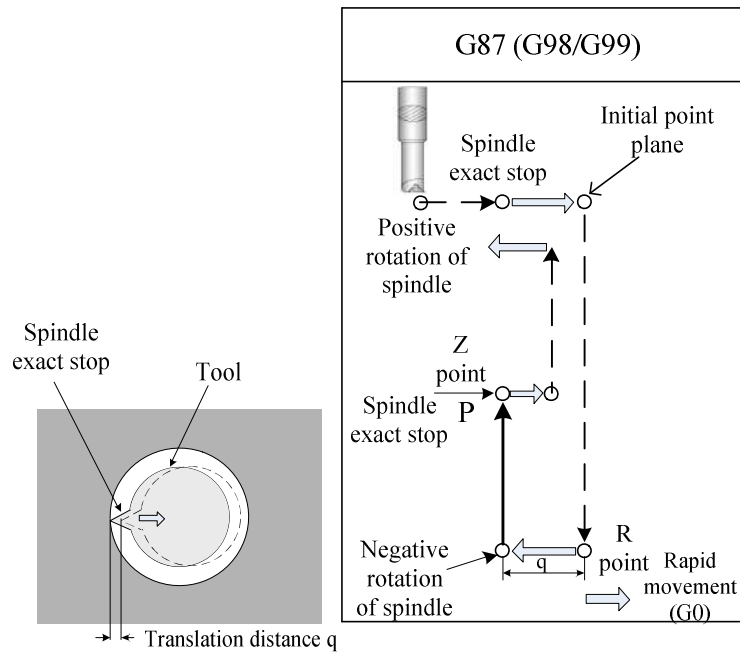 G87 (G98/G99)
Initial point
plane
Spindle
exact stop
Positive
rotation of
spindle
Z
point
P
Spindle
exact stop
Negative
rotation
of spindle
q
R
point
Rapid
movement
(G0)
Spindle
exact stop
Tool
Translation distance q